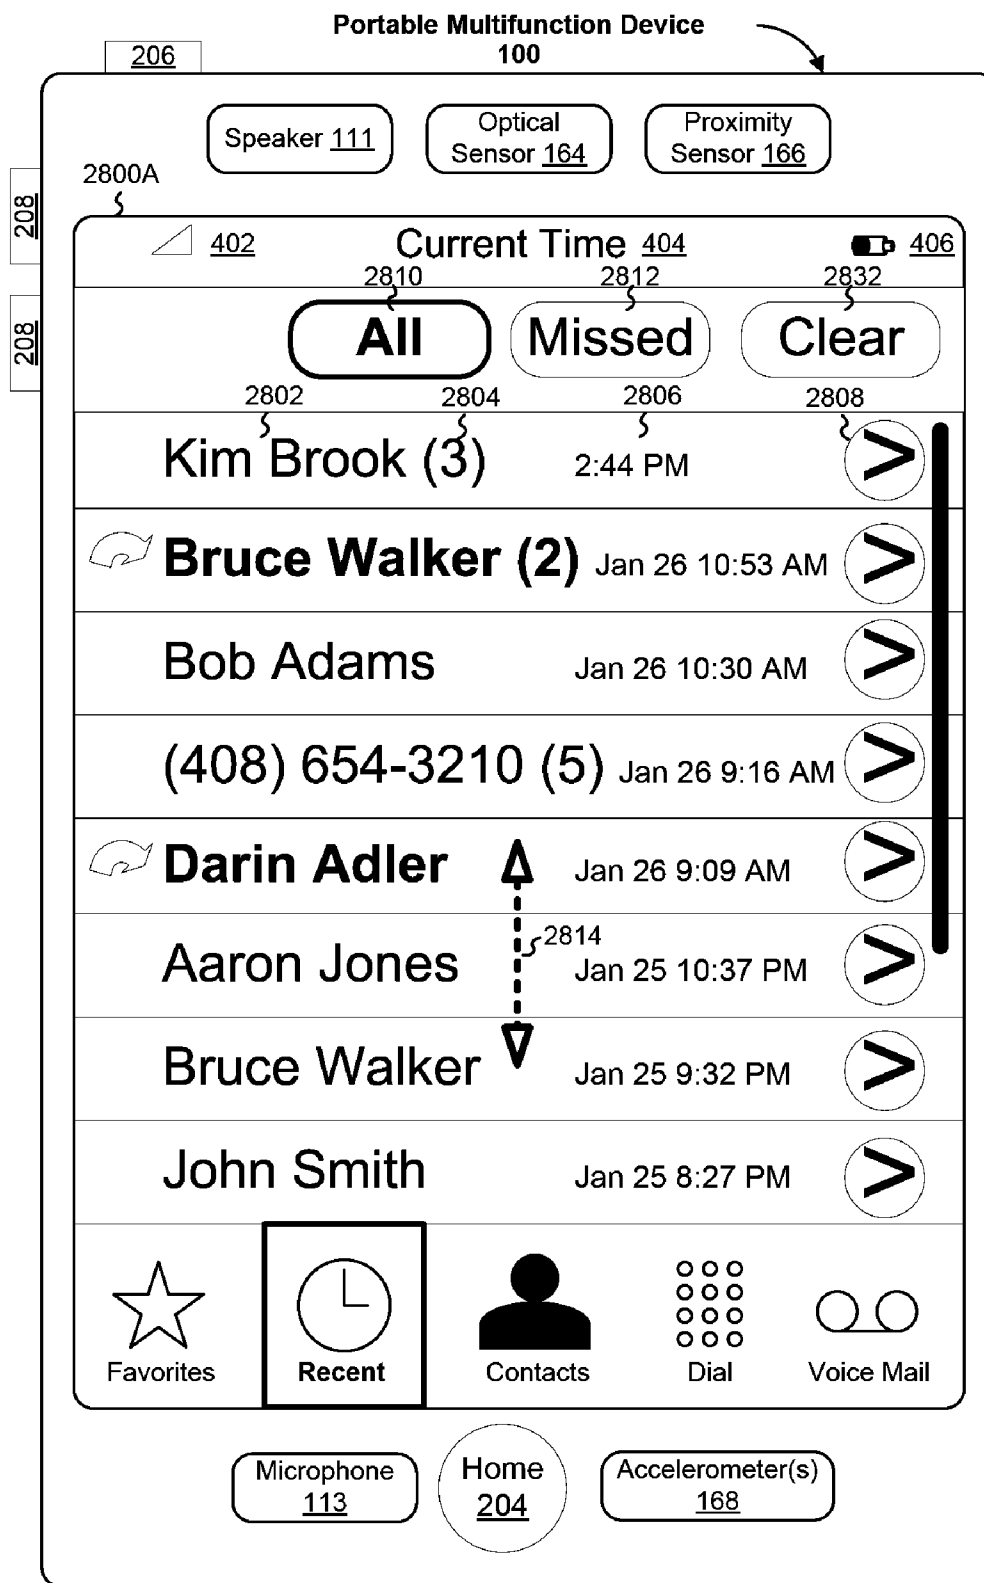 Portable Multifunction Device
100
206
Speaker 111
Optical
Sensor 164
Proximity
Sensor 166
2800A
208
208
402
Current Time 404
406
2810
2812
2832
All
Missed
Clear
2802
2804
2806
2808
Kim Brook (3) 2:44 PM >
Bruce Walker (2) Jan 26 10:53 AM >
Bob Adams Jan 26 10:30 AM >
(408) 654-3210 (5) Jan 26 9:16 AM >
Darin Adler Jan 26 9:09 AM >
2814
Aaron Jones Jan 25 10:37 PM >
Bruce Walker Jan 25 9:32 PM >
John Smith Jan 25 8:27 PM >
Favorites
Recent
Contacts
Dial
Voice Mail
Microphone
113
Home
204
Accelerometer(s)
168